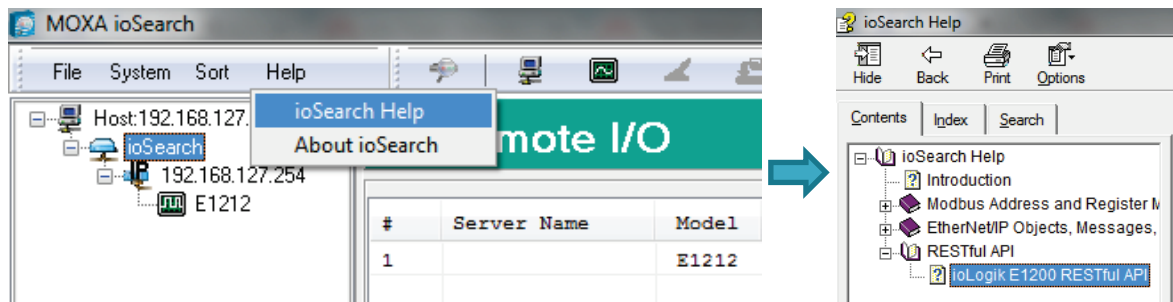 MOXA ioSearch
File System Sort Help
ioSearch Help
About ioSearch
Host:192.168.127.
ioSearch
192.168.127.254
E1212
mote I/O
# Server Name Model
1 E1212
ioSearch Help
Hide Back Print Options
Contents Index Search
ioSearch Help
Introduction
Modbus Address and Register
EtherNet/IP Objects, Messages,
RESTful API
ioLogik E1200 RESTful API